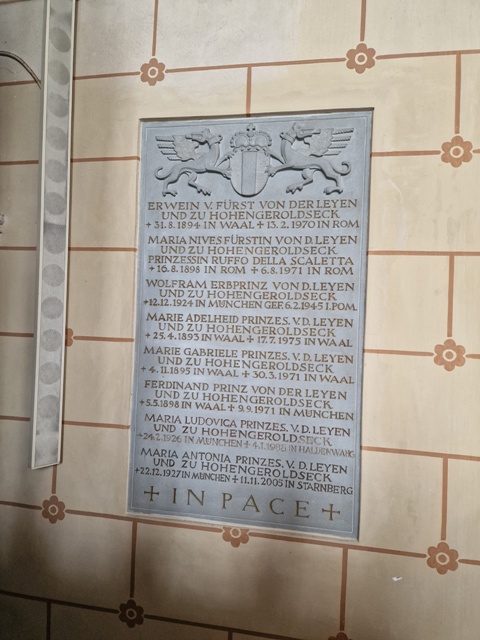 ERWEIN V. FÜRST VON DER LEYEN
UND ZU HOHENGEROLDSECK
+ 31.8.1894 IN WAAL + 13.2.1970 IN ROM
MARIA NIVES FÜRSTIN VON D. LEYEN
UND ZU HOHENGEROLDSECK
PRINZESSIN RUFFO DELLA SCALETTA
+ 16.8.1898 IN ROM + 6.8.1971 IN ROM
WOLFRAM ERBPRINZ VON D. LEYEN
UND ZU HOHENGEROLDSECK
+ 12.12.1924 IN MÜNCHEN GEF. 6.2.1945 I. POM.
MARIE ADELHEID PRINZES. V. D. LEYEN
UND ZU HOHENGEROLDSECK
+ 25.4.1893 IN WAAL + 17.7.1975 IN WAAL
MARIE GABRIELE PRINZES. V. D. LEYEN
UND ZU HOHENGEROLDSECK
+ 4.11.1895 IN WAAL + 30.3.1971 IN WAAL
FERDINAND PRINZ VON DER LEYEN
UND ZU HOHENGEROLDSECK
+ 5.5.1898 IN WAAL + 9.9.1971 IN MÜNCHEN
MARIA LUDOVICA PRINZES. V. D. LEYEN
UND ZU HOHENGEROLDSECK
+ 24.2.1926 IN MÜNCHEN + 4.1. IN
MARIA ANTONIA PRINZES. V. D. LEYEN
UND ZU HOHENGEROLDSECK
+ 22.12.1927 IN MÜNCHEN + 11.11.2003 IN STARNBERG
+ IN PACE +